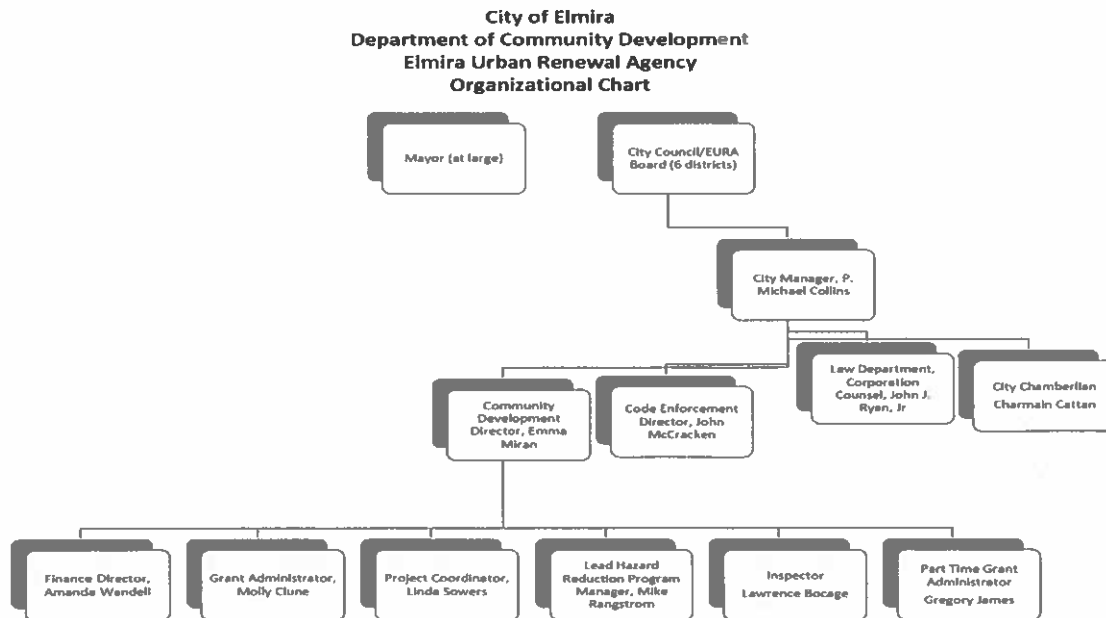 City of Elmira
Department of Community Development
Elmira Urban Renewal Agency
Organizational Chart
Mayor (at large)
City Council/EURA
Board (6 districts)
City Manager, P.
Michael Collins
Community
Development
Director, Emma
Miran
Code Enforcement
Director, John
McCracken
Law Department,
Corporation
Counsel, John J.
Ryan, Jr
City Chamberlian
Charmain Cattan
Finance Director,
Amanda Wandell
Grant Administrator,
Molly Clune
Project Coordinator,
Linda Sowers
Lead Hazard
Reduction Program
Manager, Mike
Rangstrom
Inspector
Lawrence Bocage
Part Time Grant
Administrator
Gregory James